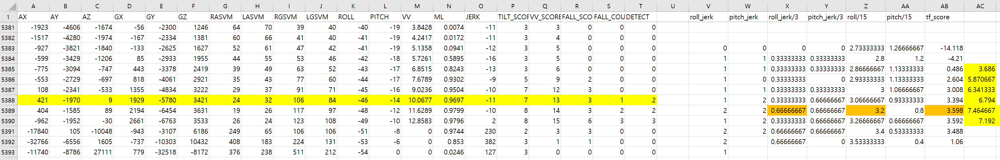 A B C D E F G H I J K L M N O P Q R S T U V W X Y Z AA AB AC
1 AX AY AZ GX GY GZ RASVM LASVM RGSVM LGSVM ROLL PITCH VV ML JERK TILT_SCOF VV_SCORE FALL_SCO FALL_COU DETECT roll_jerk pitch_jerk roll_jerk/3 pitch_jerk/3 roll/15 pitch/15 tf_score
5381 -1923 -4606 -1674 -56 -2300 1246 64 70 39 40 -40 -19 3.8428 0.0074 -11 3 3 0 0 0
5382 -1517 -4280 -1974 -167 -2334 1381 60 66 41 40 -41 -19 4.2417 0.0172 -11 3 4 0 0 0
5383 -927 -3821 -1840 -133 -2625 1627 52 61 47 42 -41 -19 5.1358 0.0941 -12 3 5 0 0 0 0 0 0 0 2.73333333 1.26666667 -14.118
5384 -599 -3429 -1206 85 -2933 1955 44 55 53 46 -42 -18 5.7261 0.5895 -16 3 5 0 0 0 1 1 0.33333333 0.33333333 2.8 1.2 -4.21
5385 -775 -3094 -747 443 -3378 2419 39 49 63 52 -43 -17 6.8515 0.8243 -13 3 6 0 0 0 1 1 0.33333333 0.33333333 2.86666667 1.13333333 0.486 3.686
5386 -553 -2729 -697 818 -4061 2921 35 43 77 60 -44 -17 7.6789 0.9302 -9 5 9 2 0 0 1 0 0.33333333 0 2.93333333 1.13333333 2.604 5.870667
5387 108 -2341 -533 1355 -4834 3222 29 37 91 71 -45 -16 9.0236 0.9504 -10 7 12 3 0 0 1 1 0.33333333 0.33333333 3 1.06666667 3.008 6.341333
5388 421 -1970 9 1929 -5780 3421 24 32 106 84 -46 -14 10.0677 0.9697 -11 7 13 3 1 2 1 2 0.33333333 0.66666667 3.06666667 0.93333333 3.394 6.794
5389 404 -1585 89 2194 -6454 3631 19 26 117 97 -48 -12 11.6289 0.9799 -10 8 14 3 2 2 2 2 0.66666667 0.66666667 3.2 0.8 3.598 7.464667
5390 -962 -1952 -30 2661 -6763 3533 26 24 123 108 -49 -10 12.8583 0.9796 2 8 15 6 3 3 1 2 0.33333333 0.66666667 3.26666667 0.66666667 3.592 7.192
5391 -17840 105 -10048 -943 -3107 6186 249 65 106 106 -51 -8 0 0.9744 230 2 3 3 0 0 2 2 0.66666667 0.66666667 3.4 0.53333333 3.488
5392 -32766 -6556 1605 -737 -10303 10432 408 183 224 131 -53 -6 0 0.853 382 3 1 1 0 0 2 0.66666667 0 3.53333333 0.4 1.06
5393 -11740 -8786 27111 779 -32518 -8172 376 238 511 212 -54 0 0 0.0246 127 3 0 0 0 0 1